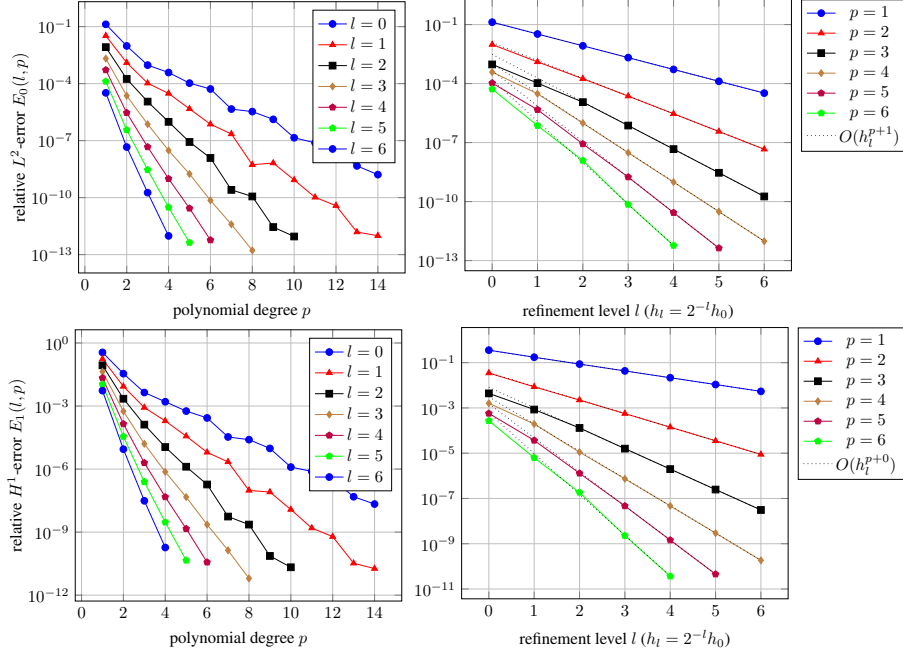 10^{-1}
10^{-4}
10^{-7}
10^{-10}
10^{-13}
0 2 4 6 8 10 12 14
polynomial degree p
relative L^2-error E_0(l, p)
l = 0
l = 1
l = 2
l = 3
l = 4
l = 5
l = 6
10^{-1}
10^{-4}
10^{-7}
10^{-10}
10^{-13}
0 1 2 3 4 5 6
refinement level l (h_l = 2^{-l}h_0)
p = 1
p = 2
p = 3
p = 4
p = 5
p = 6
O(h_l^{p+1})
10^0
10^{-3}
10^{-6}
10^{-9}
10^{-12}
0 2 4 6 8 10 12 14
polynomial degree p
relative H^1-error E_1(l, p)
l = 0
l = 1
l = 2
l = 3
l = 4
l = 5
l = 6
10^{-1}
10^{-3}
10^{-5}
10^{-7}
10^{-9}
10^{-11}
0 1 2 3 4 5 6
refinement level l (h_l = 2^{-l}h_0)
p = 1
p = 2
p = 3
p = 4
p = 5
p = 6
O(h_l^{p+0})